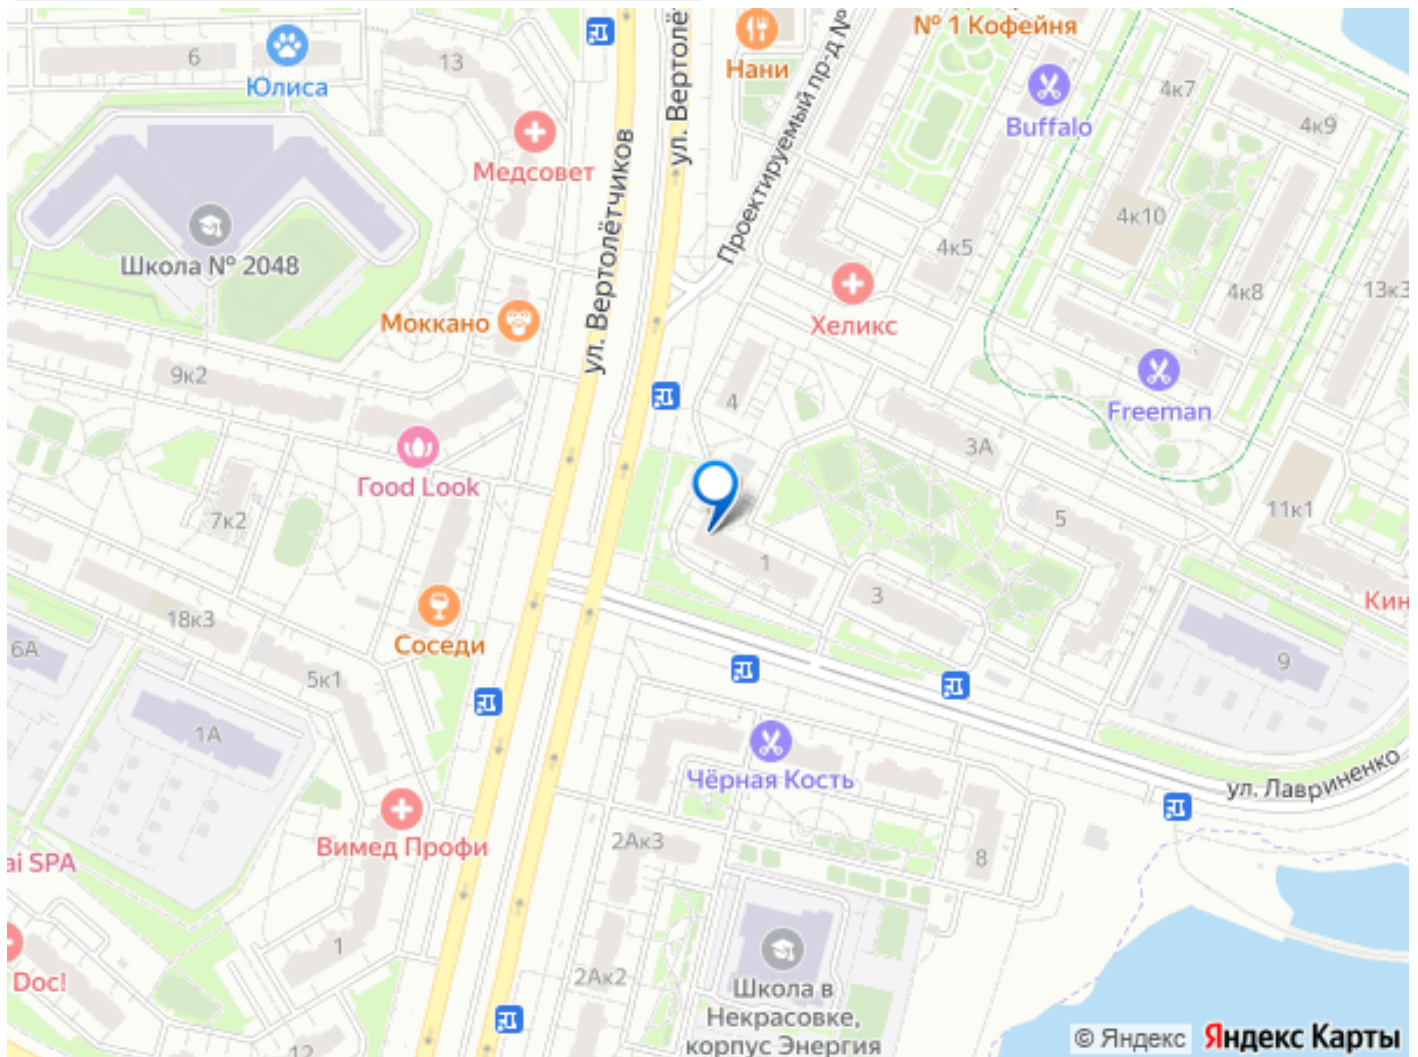 № 1 Кофейня
6
Юлиса
13
Нани
ул. Вертолёт
Проектируемый пр-д №
Buffalo
4к7
4к9
Медсовет
ул. Вертолётчиков
Школа № 2048
4к10
4к5
4к8
13к3
Хеликс
Моккано
9к2
4
Freeman
3А
Food Look
7к2
5
11к1
1
3
Кин
18к3
Соседи
6А
5к1
9
1А
Чёрная Кость
ул. Лавриненко
Вимед Профи
ai SPA
2Ак3
8
1
Doc!
2Ак2
Школа в
Некрасовке,
корпус Энергия
12
© Яндекс Яндекс Карты